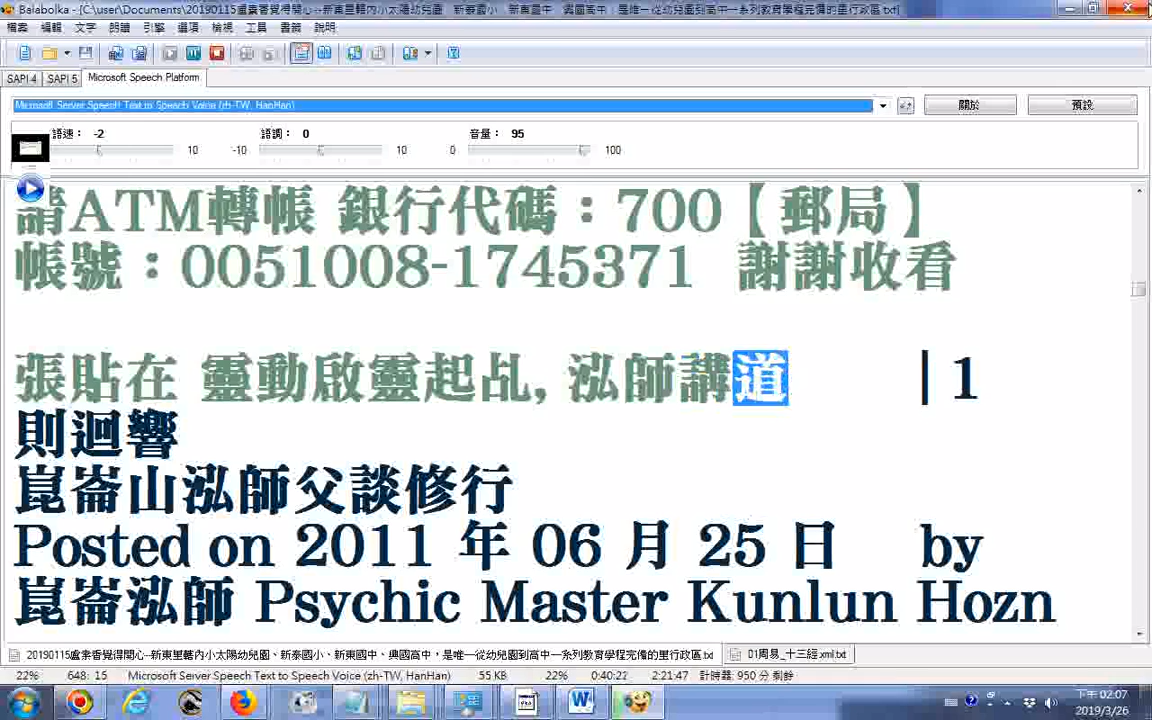 Balabolka - [C:\user\Documents\20190115盧素香覺得開心--新東里轄內小太陽幼兒園、新泰國小、新東國中、興國高中，是唯一從幼兒園到高中一系列教育學程完備的里行政區.txt]
檔案 編輯 文字 朗讀 引擎 選項 檢視 工具 書籤 說明
SAPI 4 SAPI 5 Microsoft Speech Platform
Microsoft Server Speech Text to Speech Voice (zh-TW, HanHan)
關於 預設
語速： -2 語調： 0 音量： 95
10 -10 10 0 100
請ATM轉帳 銀行代碼：700【郵局】
帳號：0051008-1745371 謝謝收看
張貼在 靈動啟靈起乩, 泓師講道 | 1
則迴響
崑崙山泓師父談修行
Posted on 2011 年 06 月 25 日 by
崑崙泓師 Psychic Master Kunlun Hozn
20190115盧素香覺得開心--新東里轄內小太陽幼兒園、新泰國小、新東國中、興國高中，是唯一從幼兒園到高中一系列教育學程完備的里行政區.txt 01周易_十三經.xml.txt
22% 648: 15 Microsoft Server Speech Text to Speech Voice (zh-TW, HanHan) 55 KB 22% 0:40:22 2:21:47 計時器: 950 分 剩餘
下午 02:07
2019/3/26